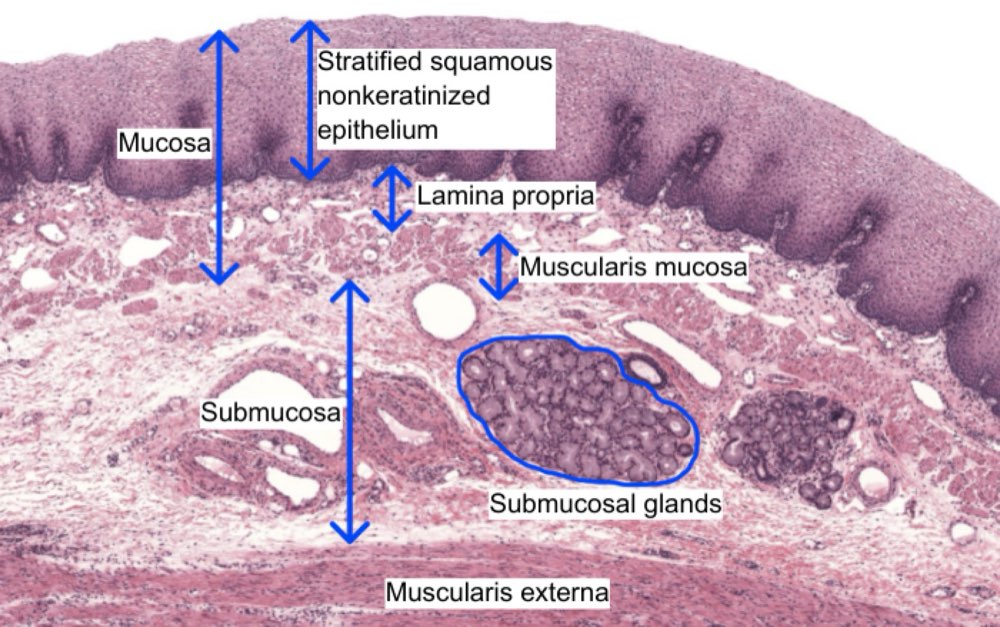 Stratified squamous
nonkeratinized
epithelium
Mucosa
Lamina propria
Muscularis mucosa
Submucosa
Submucosal glands
Muscularis externa